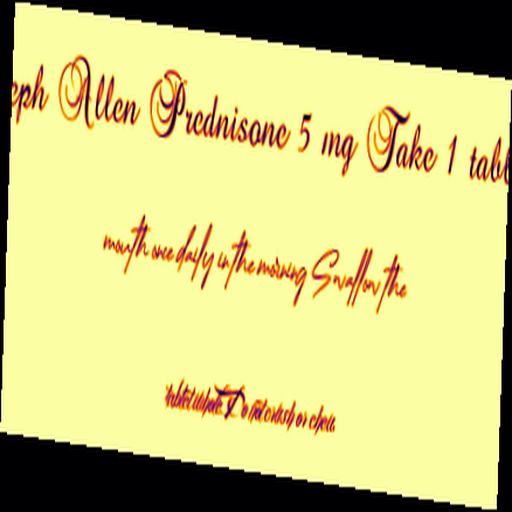 eph Allen Prednisone 5 mg Take 1 tabl
mouth once daily in the morning Swallow the
tablet whole. Do not crush or chew